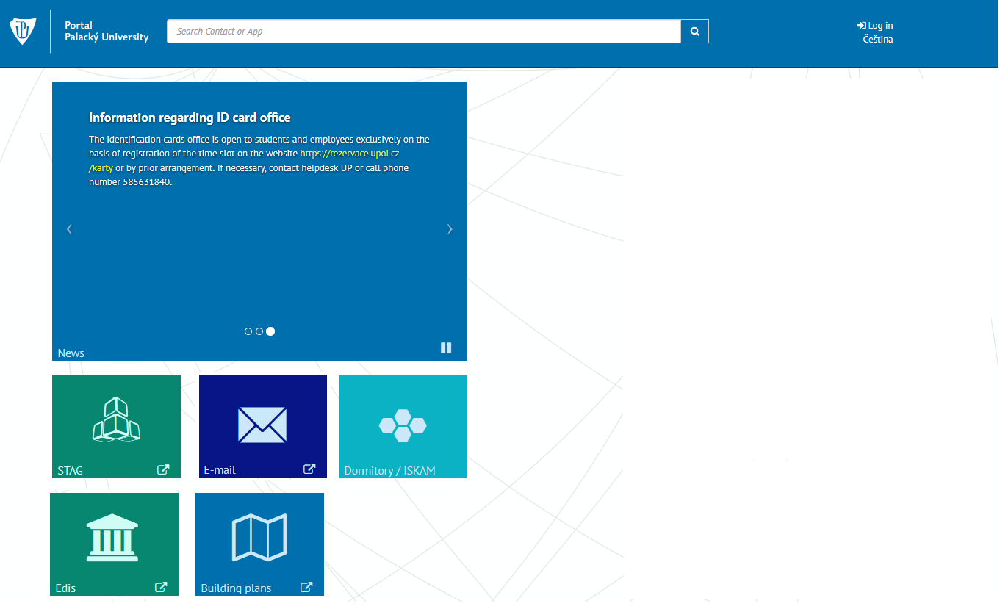 Portal
Palacký University
Search Contact or App
Log in
Čeština
Information regarding ID card office
The identification cards office is open to students and employees exclusively on the
basis of registration of the time slot on the website https://rezervace.upol.cz
/karty or by prior arrangement. If necessary, contact helpdesk UP or call phone
number 585631840.
News
STAG
E-mail
Dormitory / ISKAM
Edis
Building plans